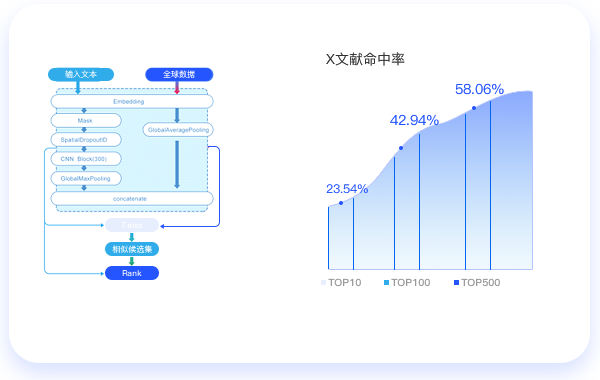 输入文本
全球数据
Embedding
Mask
GlobalAveragePooling
SpatialDropoutlD
CNN Block(300)
GlobalMaxPooling
concatenate
相似候选集
Rank
X文献命中率
58.06%
42.94%
23.54%
TOP10
TOP100
TOP500